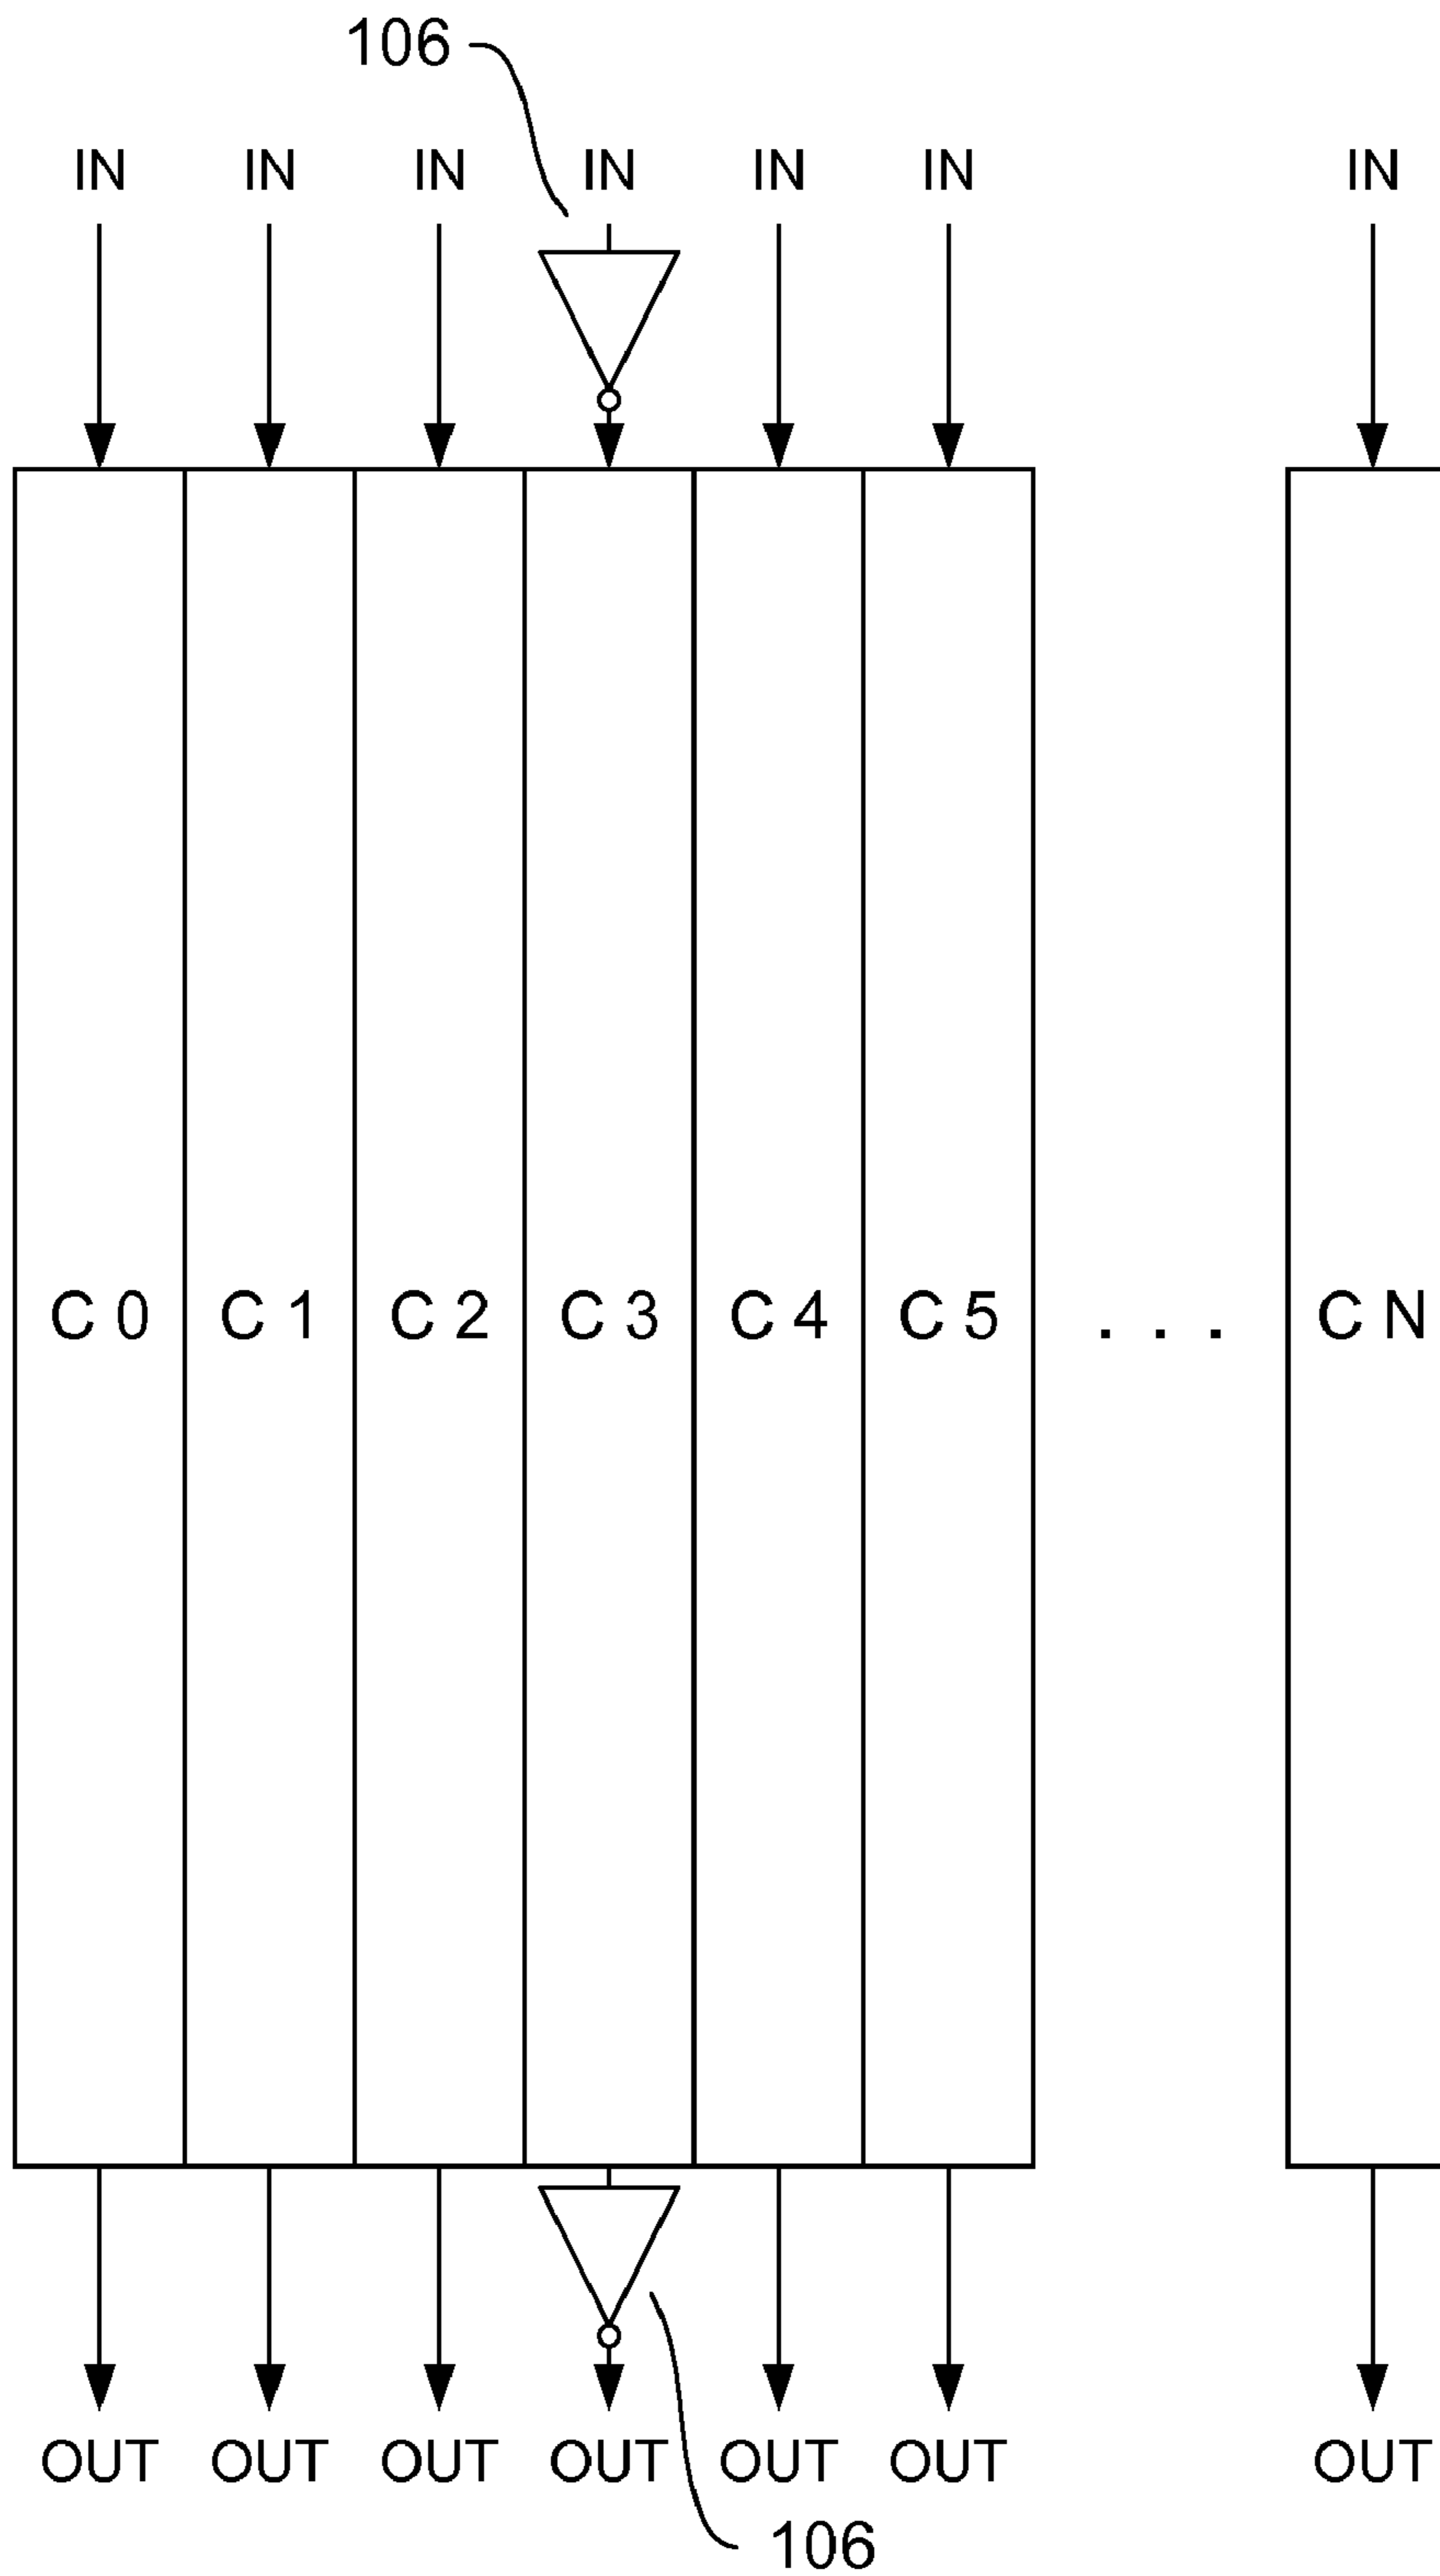 106
IN IN IN IN IN IN IN
C 0 C 1 C 2 C 3 C 4 C 5 . . . C N
OUT OUT OUT OUT OUT OUT OUT
106